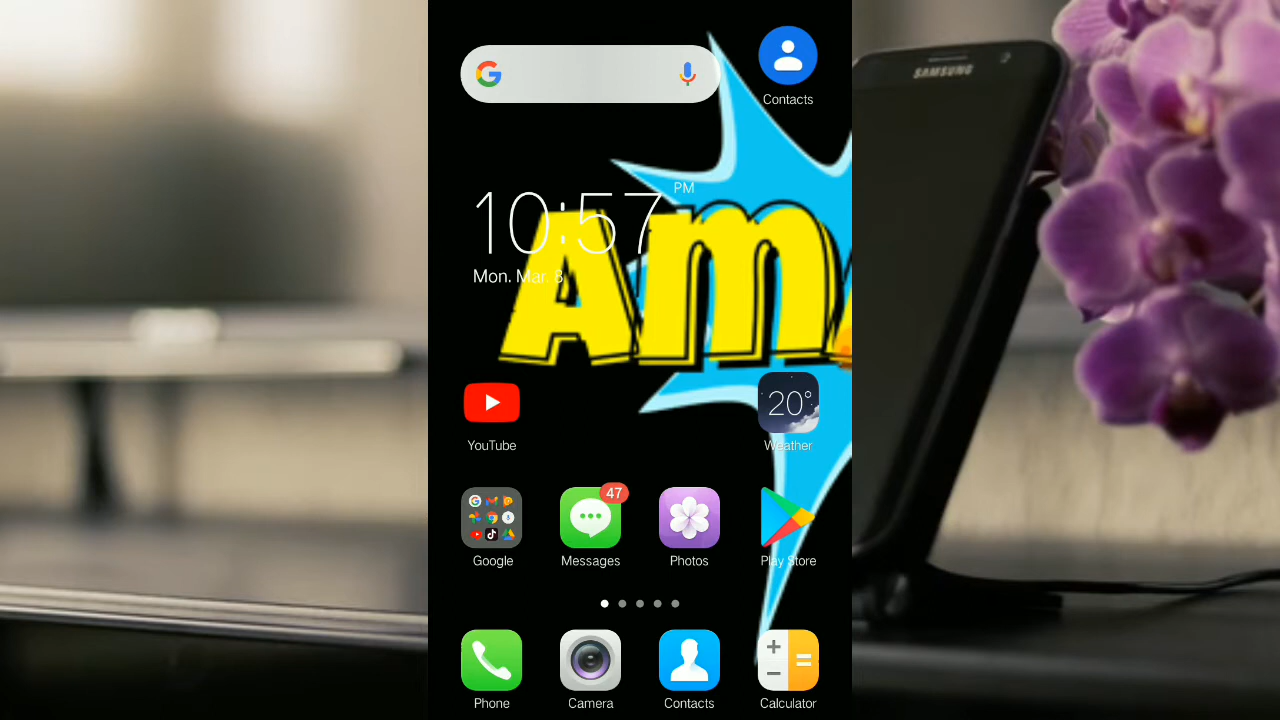 SAMSUNG
Contacts
10:57 PM
Mon. Mar 8
AM
YouTube
20°
Weather
47
Google
Messages
Photos
Play Store
Phone
Camera
Contacts
Calculator